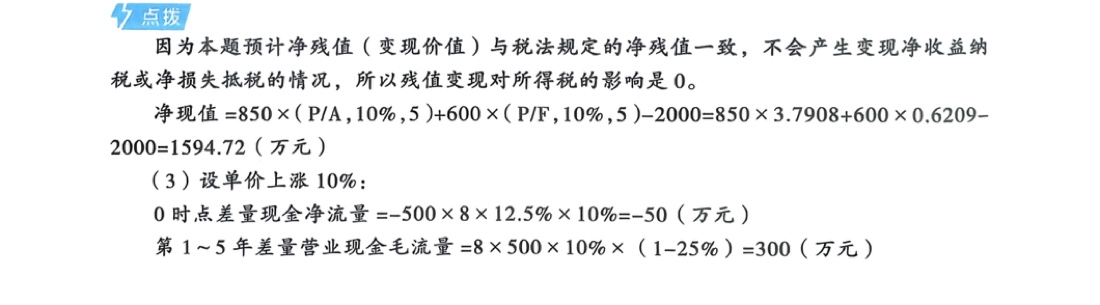 点拨
因为本题预计净残值（变现价值）与税法规定的净残值一致，不会产生变现净收益纳
税或净损失抵税的情况，所以残值变现对所得税的影响是 0。
净现值 =850×（P/A,10%,5）+600×（P/F,10%,5）-2000=850×3.7908+600×0.6209-
2000=1594.72（万元）
（3）设单价上涨 10%：
0 时点差量现金净流量 =-500×8×12.5%×10%=-50（万元）
第 1~5 年差量营业现金毛流量 =8×500×10%×（1-25%）=300（万元）